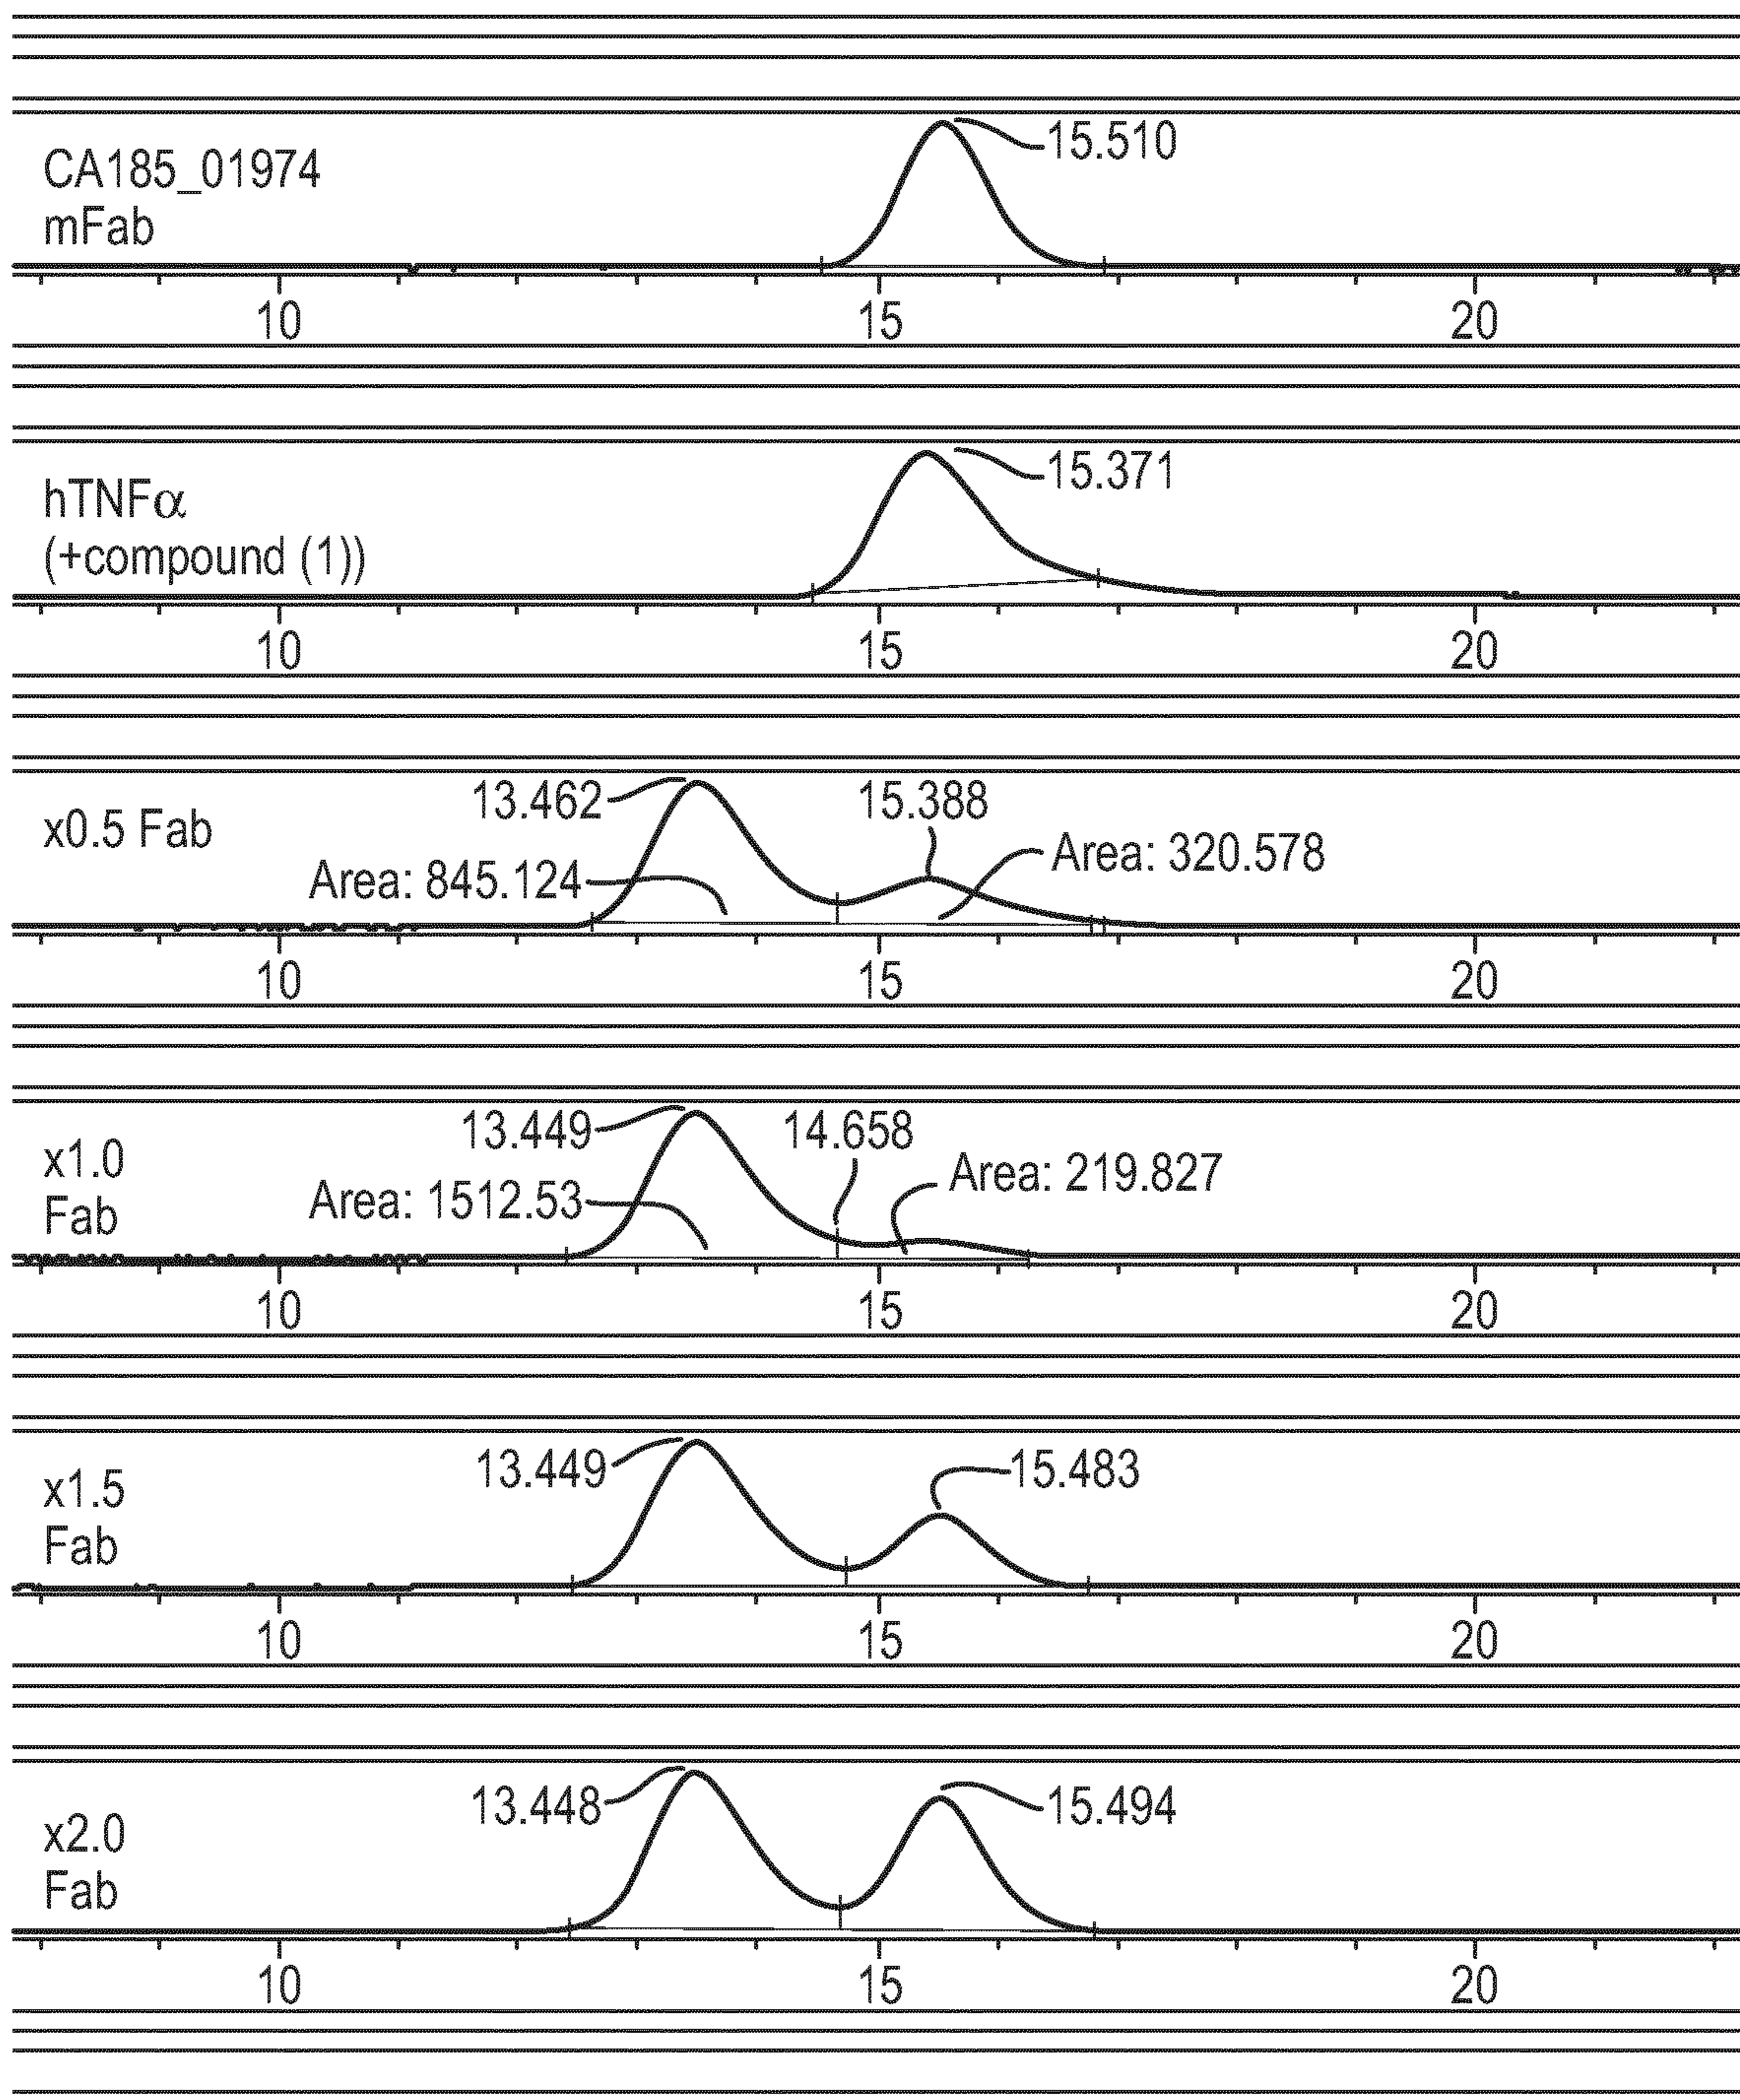 CA185_01974
mFab
15.510
10 15 20
hTNFα
(+compound (1))
15.371
10 15 20
x0.5 Fab
13.462
15.388
Area: 845.124
Area: 320.578
10 15 20
x1.0
Fab
13.449
14.658
Area: 1512.53
Area: 219.827
10 15 20
x1.5
Fab
13.449
15.483
10 15 20
x2.0
Fab
13.448
15.494
10 15 20